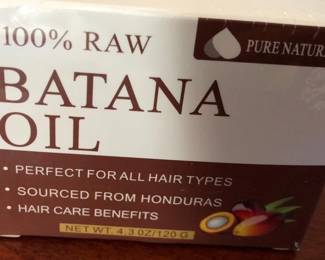 100% RAW
PURE NATUR
BATANA
OIL
• PERFECT FOR ALL HAIR TYPES
• SOURCED FROM HONDURAS
• HAIR CARE BENEFITS
NET WT. 4.3 OZ/120 G